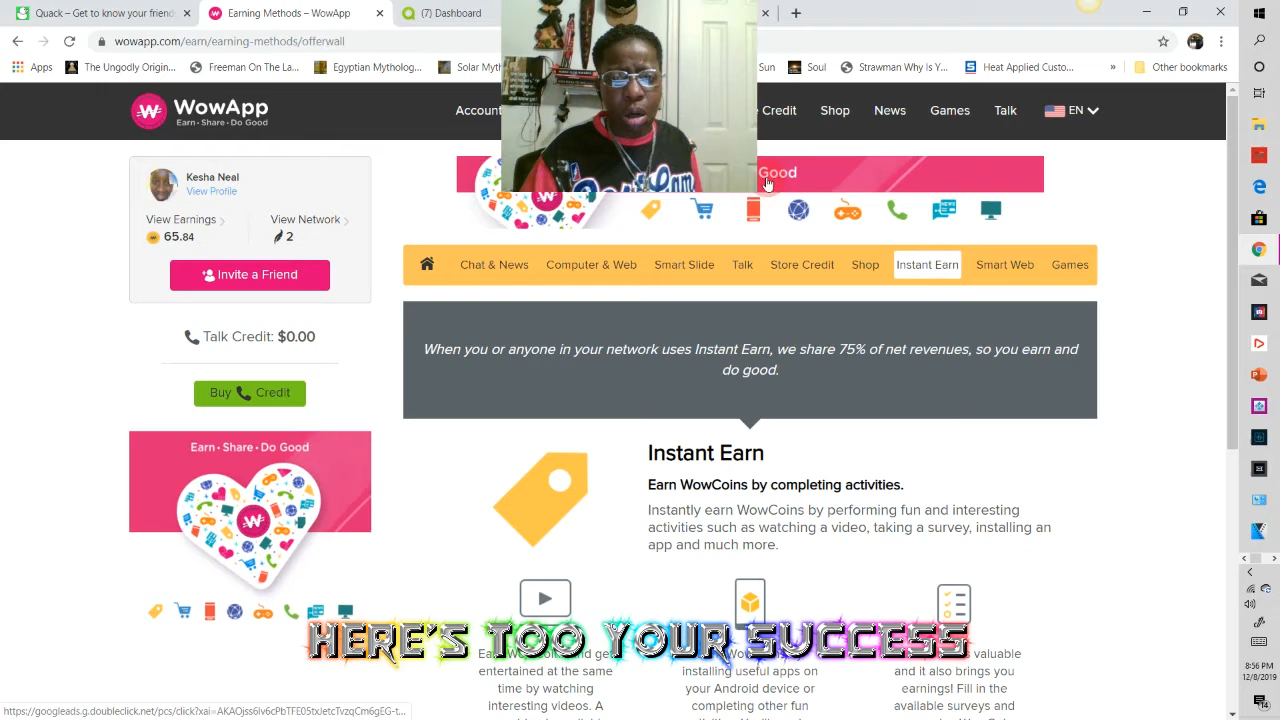 Quack – Get to know your friend
Earning Methods – WowApp
(7) Dashboard
wowapp.com/earn/earning-methods/offerwall
Apps
The Ungodly Origin
Freeman On The La
Egyptian Mytholog
Solar Myth
Sun
Soul
Strawman Why Is Y
Heat Applied Custo
Other bookmarks
WowApp
Earn • Share • Do Good
Accou
e Credit
Shop
News
Games
Talk
EN
Kesha Neal
View Profile
Good
View Earnings
View Network
65.84
2
Invite a Friend
Chat & News
Computer & Web
Smart Slide
Talk
Store Credit
Shop
Instant Earn
Smart Web
Games
Talk Credit: $0.00
When you or anyone in your network uses Instant Earn, we share 75% of net revenues, so you earn and
do good.
Buy Credit
Earn • Share • Do Good
Instant Earn
Earn WowCoins by completing activities.
Instantly earn WowCoins by performing fun and interesting
activities such as watching a video, taking a survey, installing an
app and much more.
HERE'S TOO YOUR SUCCESS
entertained at the same
time by watching
interesting videos. A
installing useful apps on
your Android device or
completing other fun
valuable
and it also brings you
earnings! Fill in the
available surveys and
8:56 PM
12/8/2019